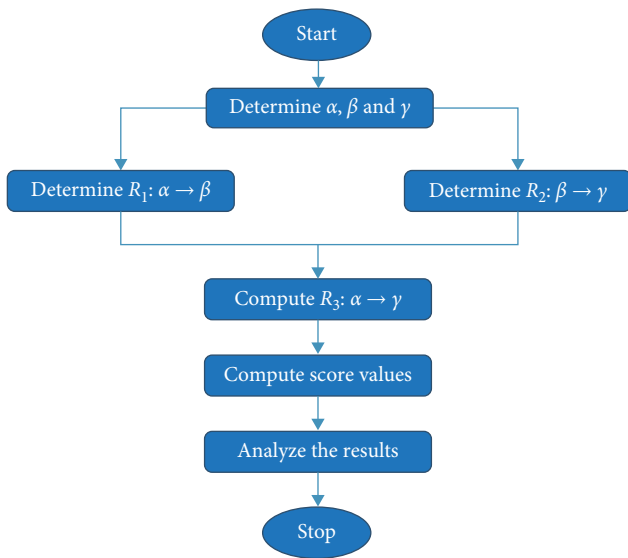 Start
Determine α, β and γ
Determine R₁: α → β
Determine R₂: β → γ
Compute R₃: α → γ
Compute score values
Analyze the results
Stop